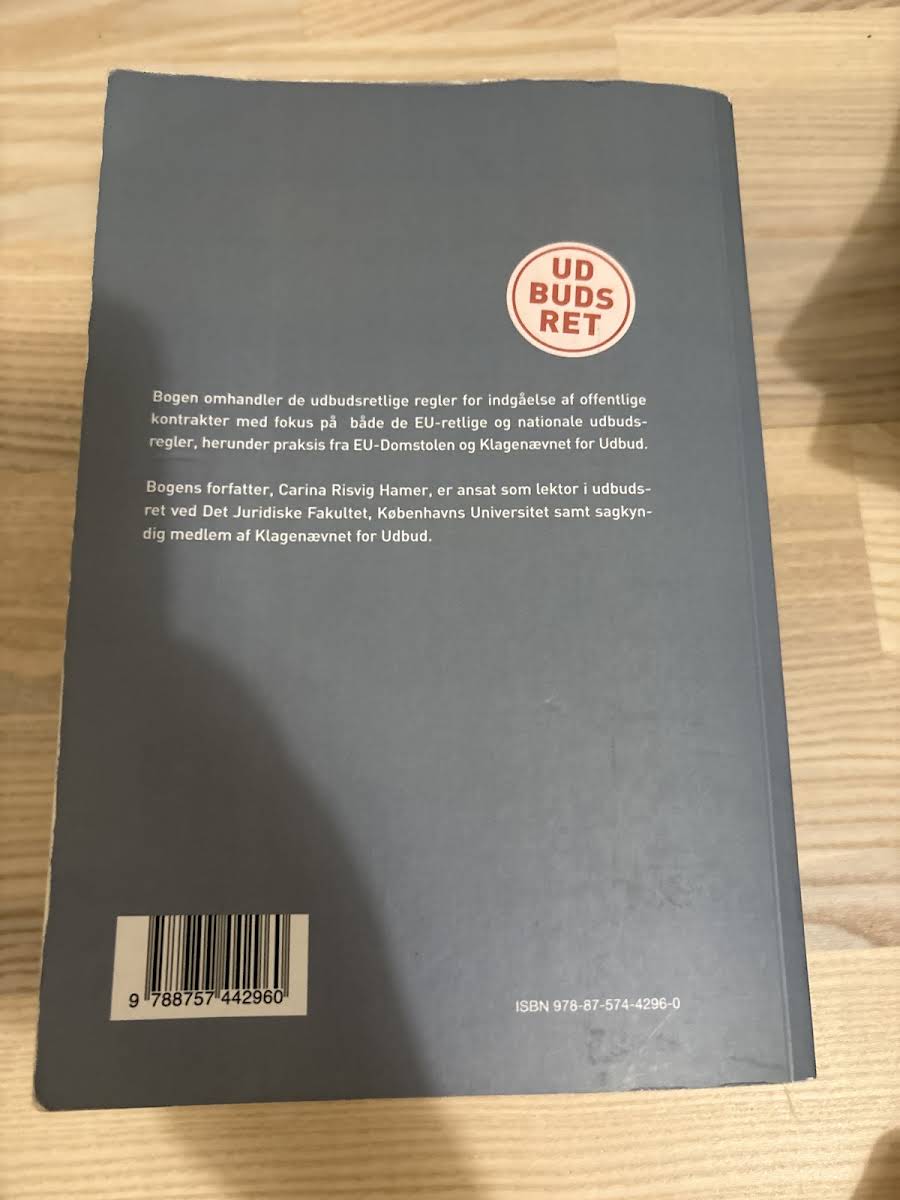 UD
BUDS
RET
Bogen omhandler de udbudsretlige regler for indgåelse af offentlige
kontrakter med fokus på både de EU-retlige og nationale udbuds-
regler, herunder praksis fra EU-Domstolen og Klagenævnet for Udbud.
Bogens forfatter, Carina Risvig Hamer, er ansat som lektor i udbuds-
ret ved Det Juridiske Fakultet, Københavns Universitet samt sagkyn-
dig medlem af Klagenævnet for Udbud.
9 788757 442960
ISBN 978-87-574-4296-0